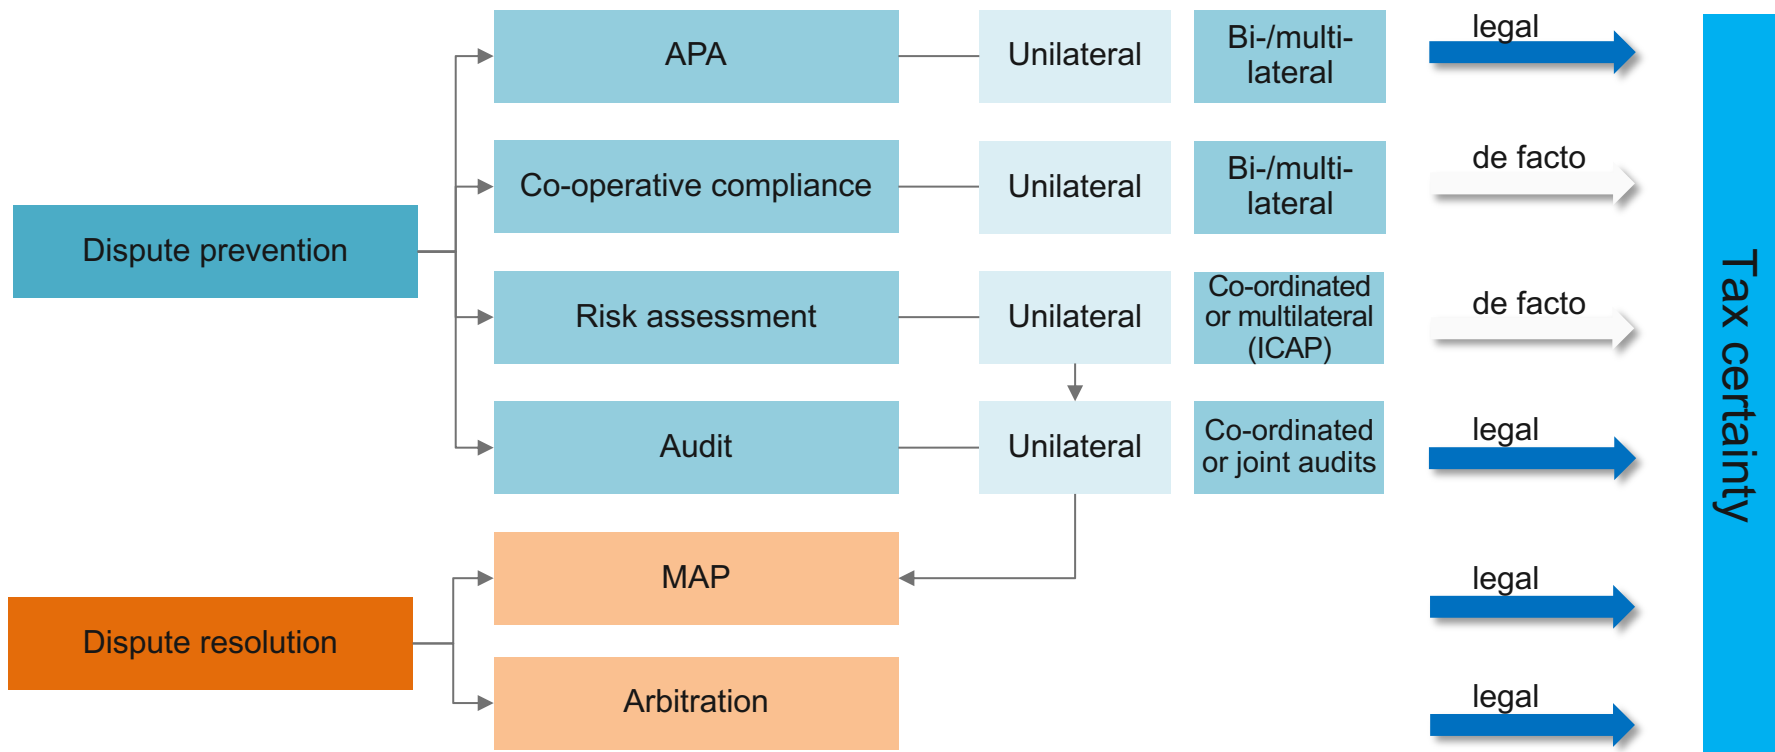 APA
Unilateral
Bi-/multi-
lateral
legal
Co-operative compliance
Unilateral
Bi-/multi-
lateral
de facto
Dispute prevention
Risk assessment
Unilateral
Co-ordinated
or multilateral
(ICAP)
de facto
Audit
Unilateral
Co-ordinated
or joint audits
legal
MAP
legal
Dispute resolution
Arbitration
legal
Tax certainty